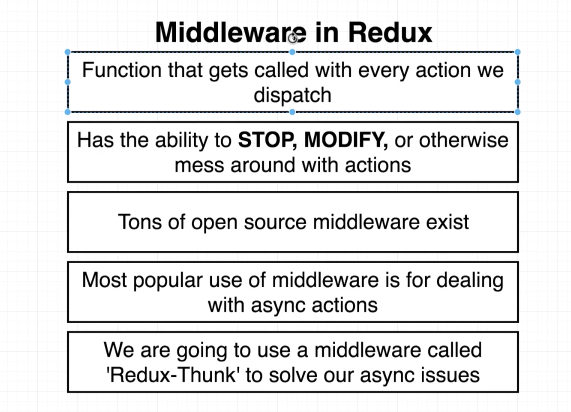 Middleware in Redux
Function that gets called with every action we
dispatch
Has the ability to STOP, MODIFY, or otherwise
mess around with actions
Tons of open source middleware exist
Most popular use of middleware is for dealing
with async actions
We are going to use a middleware called
'Redux-Thunk' to solve our async issues